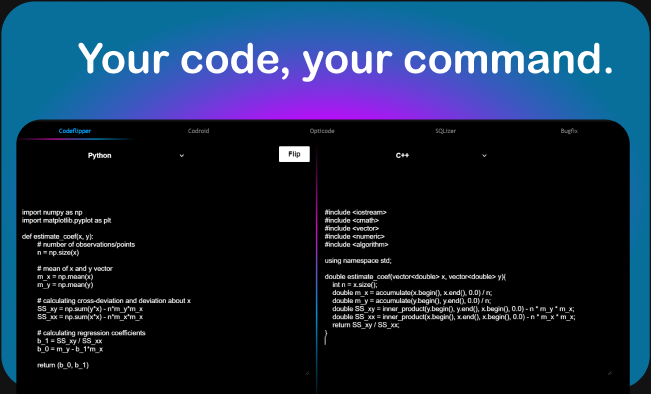 Your code, your command.
Codeflipper
Codroid
Opticode
SQLizer
Bugfix
Python
Flip
C++
import numpy as np
import matplotlib.pyplot as plt
def estimate_coef(x, y):
# number of observations/points
n = np.size(x)
# mean of x and y vector
m_x = np.mean(x)
m_y = np.mean(y)
# calculating cross-deviation and deviation about x
SS_xy = np.sum(y*x) - n*m_y*m_x
SS_xx = np.sum(x*x) - n*m_x*m_x
# calculating regression coefficients
b_1 = SS_xy / SS_xx
b_0 = m_y - b_1*m_x
return (b_0, b_1)
#include <iostream>
#include <cmath>
#include <vector>
#include <numeric>
#include <algorithm>
using namespace std;
double estimate_coef(vector<double> x, vector<double> y){
int n = x.size();
double m_x = accumulate(x.begin(), x.end(), 0.0) / n;
double m_y = accumulate(y.begin(), y.end(), 0.0) / n;
double SS_xy = inner_product(y.begin(), y.end(), x.begin(), 0.0) - n * m_y * m_x;
double SS_xx = inner_product(x.begin(), x.end(), x.begin(), 0.0) - n * m_x * m_x;
return SS_xy / SS_xx;
}